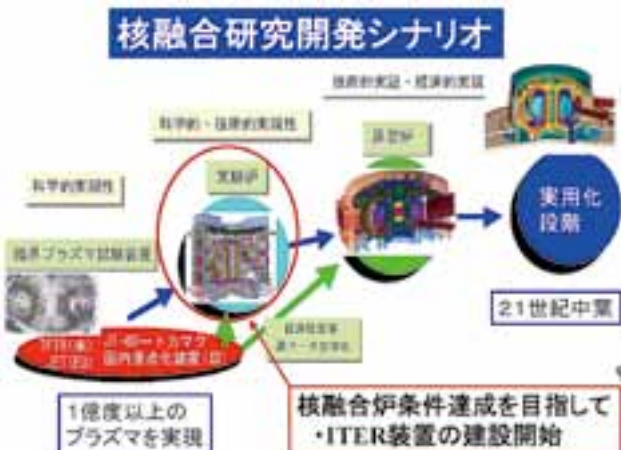 核融合研究開発シナリオ
技術的実証・経済的実証
科学的・技術的実現性
原型炉
科学的実現性
実験炉
実用化
段階
臨界プラズマ試験装置
21世紀中葉
JET(EU)
1億度以上の
プラズマを実現
核融合炉条件達成を目指して
・ITER装置の建設開始